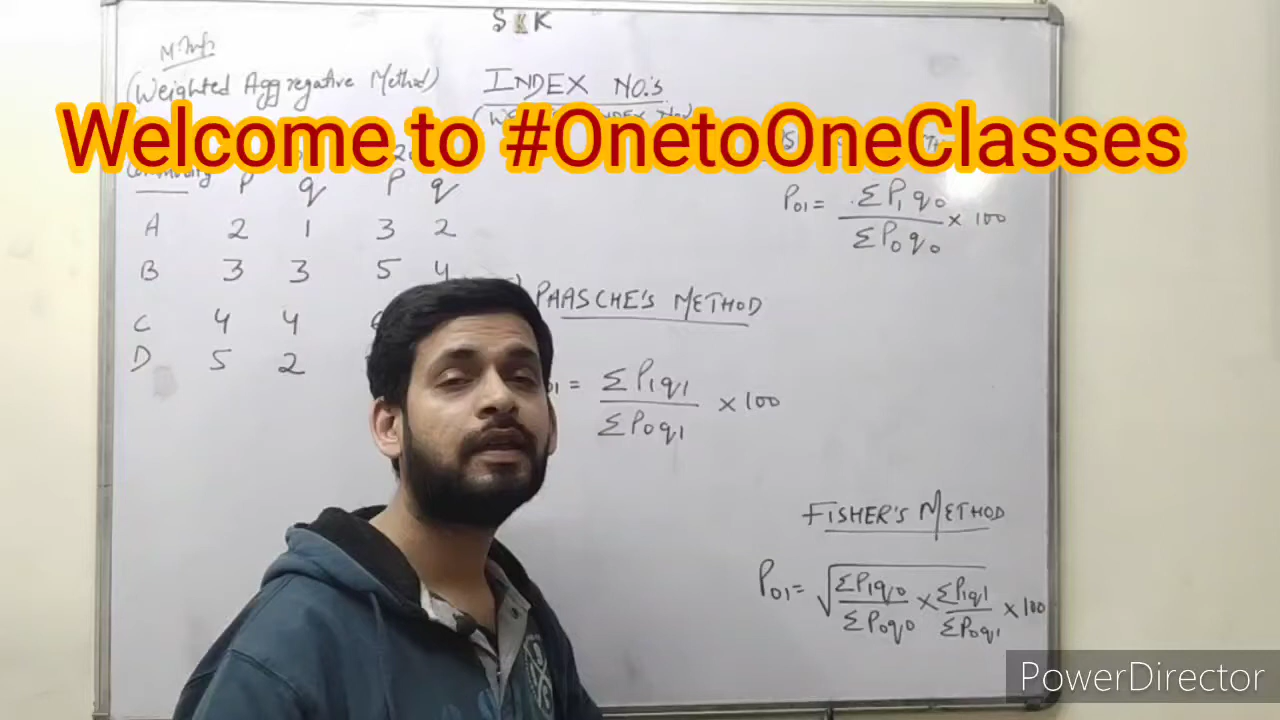 S K K
M.Imp
(Weighted Aggregative Method)
INDEX NO.'s
Welcome to #OnetoOneClasses
P q P q
A 2 1 3 2
B 3 3 5 4
C 4 4
D 5 2
P01 = ΣP1q0 / ΣP0q0 × 100
PAASCHE'S METHOD
01 = ΣP1q1 / ΣP0q1 × 100
FISHER'S METHOD
P01 = √ ΣP1q0 / ΣP0q0 × ΣP1q1 / ΣP0q1 × 100
PowerDirector